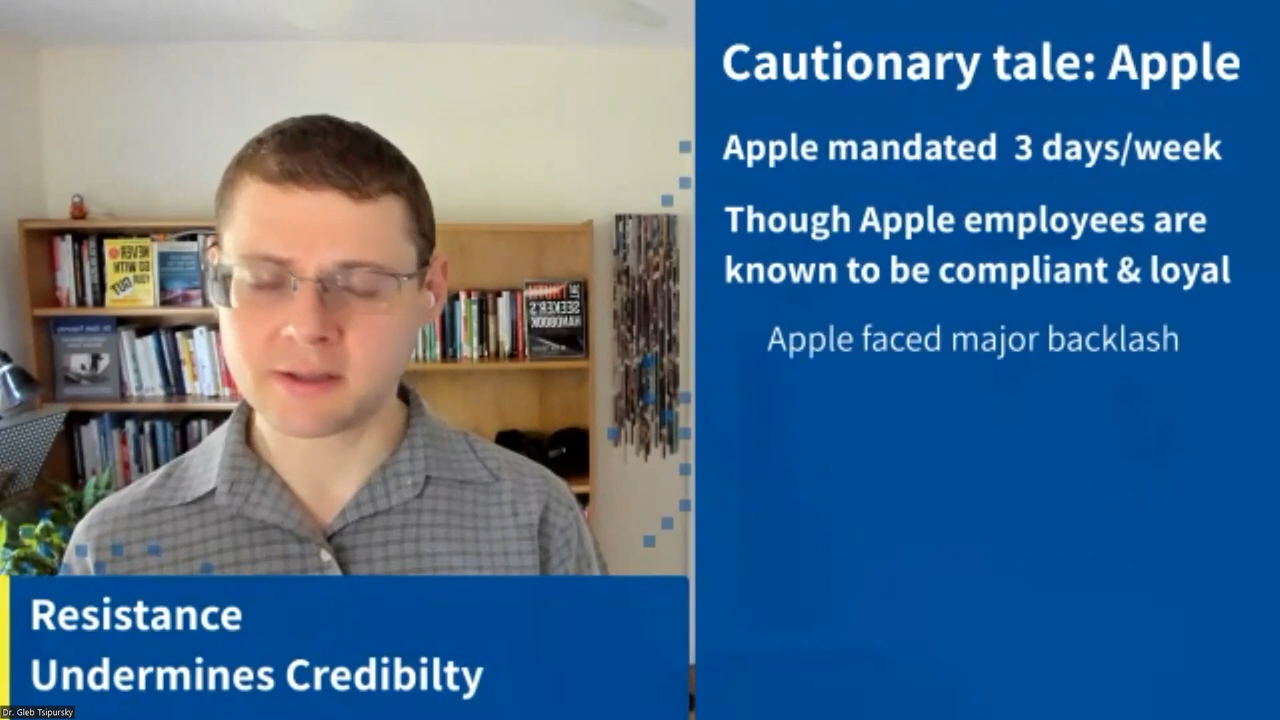 Cautionary tale: Apple
Apple mandated 3 days/week
Though Apple employees are
known to be compliant & loyal
Apple faced major backlash
NEVER
GO WITH
YOUR
GUT
SEEKER'S
HANDBOOK
Resistance
Undermines Credibilty
Dr. Gleb Tsipursky